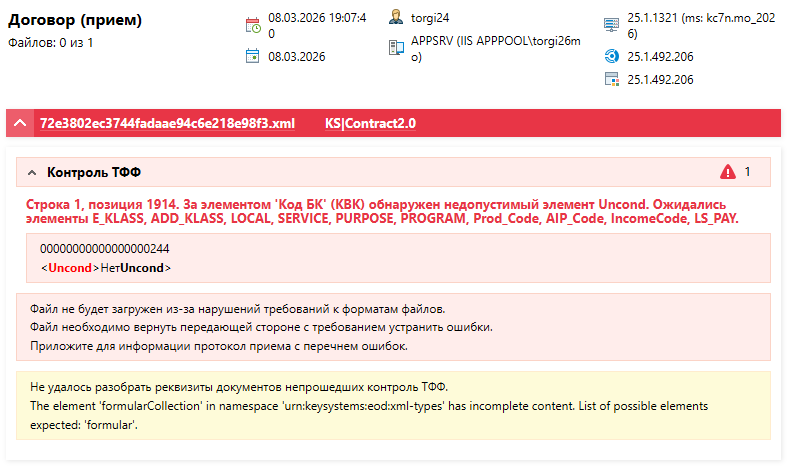 Договор (прием)
Файлов: 0 из 1
08.03.2026 19:07:4
0
08.03.2026
torgi24
APPSRV (IIS APPPOOL\torgi26m
o)
25.1.1321 (ms: kc7n.mo_202
6)
25.1.492.206
25.1.492.206
72e3802ec3744fadaae94c6e218e98f3.xml KS|Contract2.0
Контроль ТФФ 1
Строка 1, позиция 1914. За элементом 'Код БК' (КВК) обнаружен недопустимый элемент Uncond. Ожидались
элементы E_KLASS, ADD_KLASS, LOCAL, SERVICE, PURPOSE, PROGRAM, Prod_Code, AIP_Code, IncomeCode, LS_PAY.
00000000000000000244
<Uncond>НетUncond>
Файл не будет загружен из-за нарушений требований к форматам файлов.
Файл необходимо вернуть передающей стороне с требованием устранить ошибки.
Приложите для информации протокол приема с перечнем ошибок.
Не удалось разобрать реквизиты документов непрошедших контроль ТФФ.
The element 'formularCollection' in namespace 'urn:keysystems:eod:xml-types' has incomplete content. List of possible elements
expected: 'formular'.